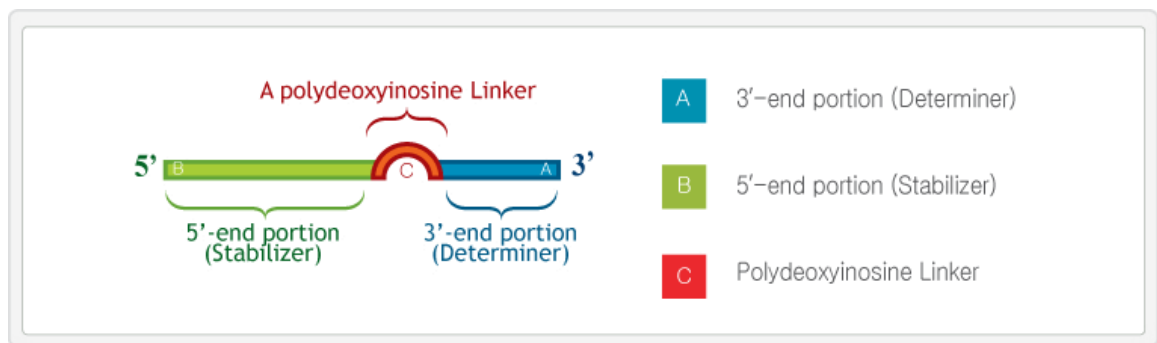 A polydeoxyinosine Linker
5’ B C A 3’
5’-end portion
(Stabilizer)
3’-end portion
(Determiner)
A 3′-end portion (Determiner)
B 5′-end portion (Stabilizer)
C Polydeoxyinosine Linker